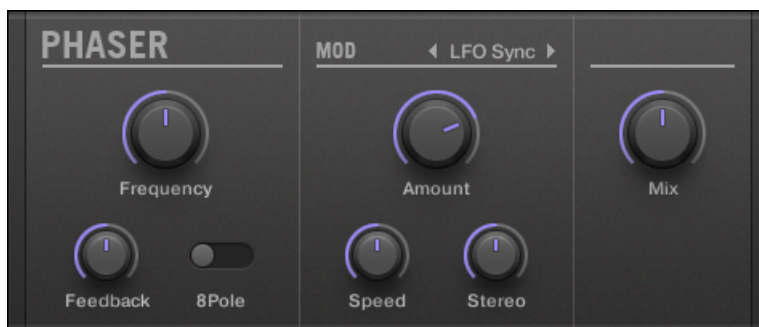 PHASER
MOD
LFO Sync
Frequency
Amount
Mix
Feedback
8Pole
Speed
Stereo